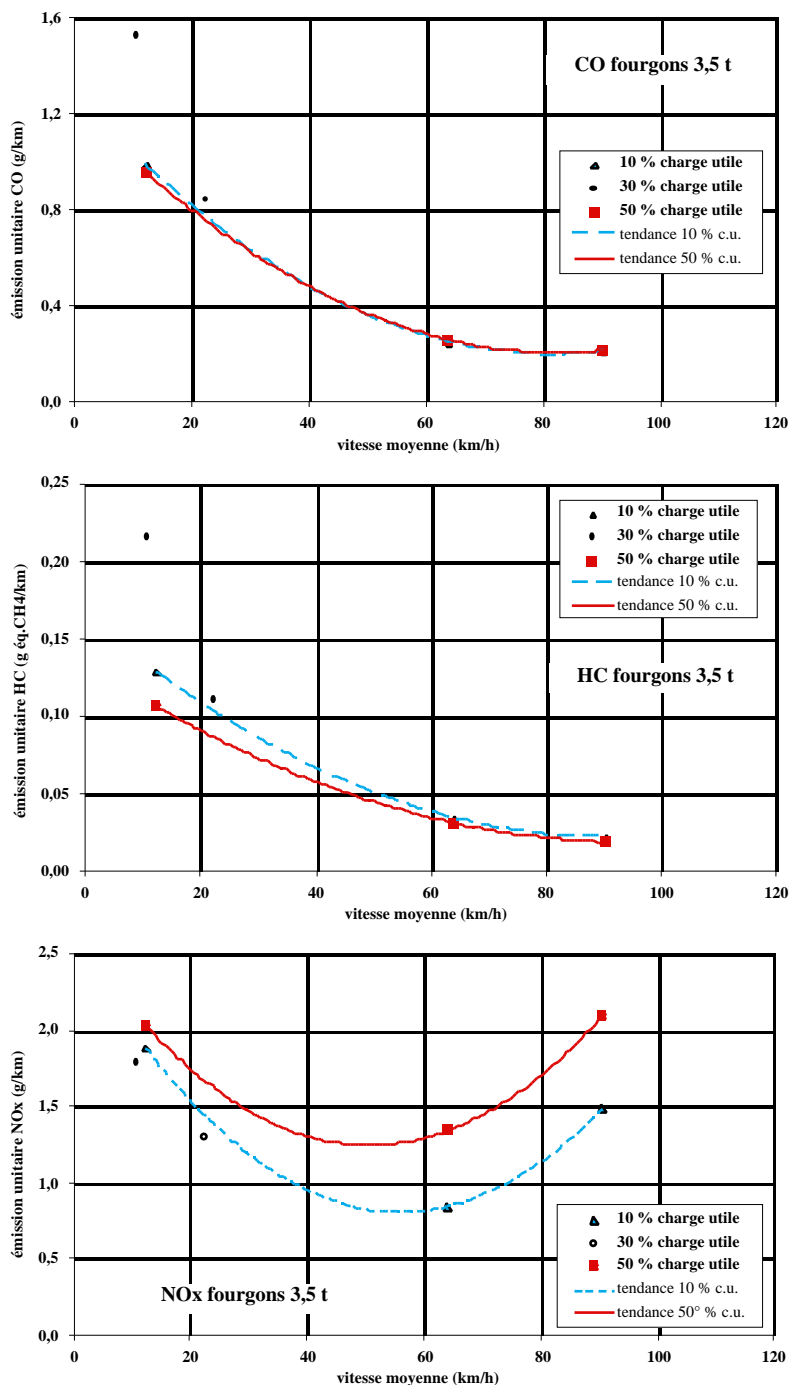 1,6
CO fourgons 3,5 t
1,2
10 % charge utile
30 % charge utile
50 % charge utile
tendance 10 % c.u.
tendance 50 % c.u.
0,8
0,4
0,0
émission unitaire CO (g/km)
0 20 40 60 80 100 120
vitesse moyenne (km/h)
0,25
10 % charge utile
30 % charge utile
50 % charge utile
tendance 10 % c.u.
tendance 50 % c.u.
0,20
0,15
HC fourgons 3,5 t
0,10
0,05
0,00
émission unitaire HC (g éq.CH4/km)
0 20 40 60 80 100 120
vitesse moyenne (km/h)
2,5
2,0
1,5
1,0
0,5
0,0
émission unitaire NOx (g/km)
10 % charge utile
30 % charge utile
50 % charge utile
tendance 10 % c.u.
tendance 50° % c.u.
NOx fourgons 3,5 t
0 20 40 60 80 100 120
vitesse moyenne (km/h)